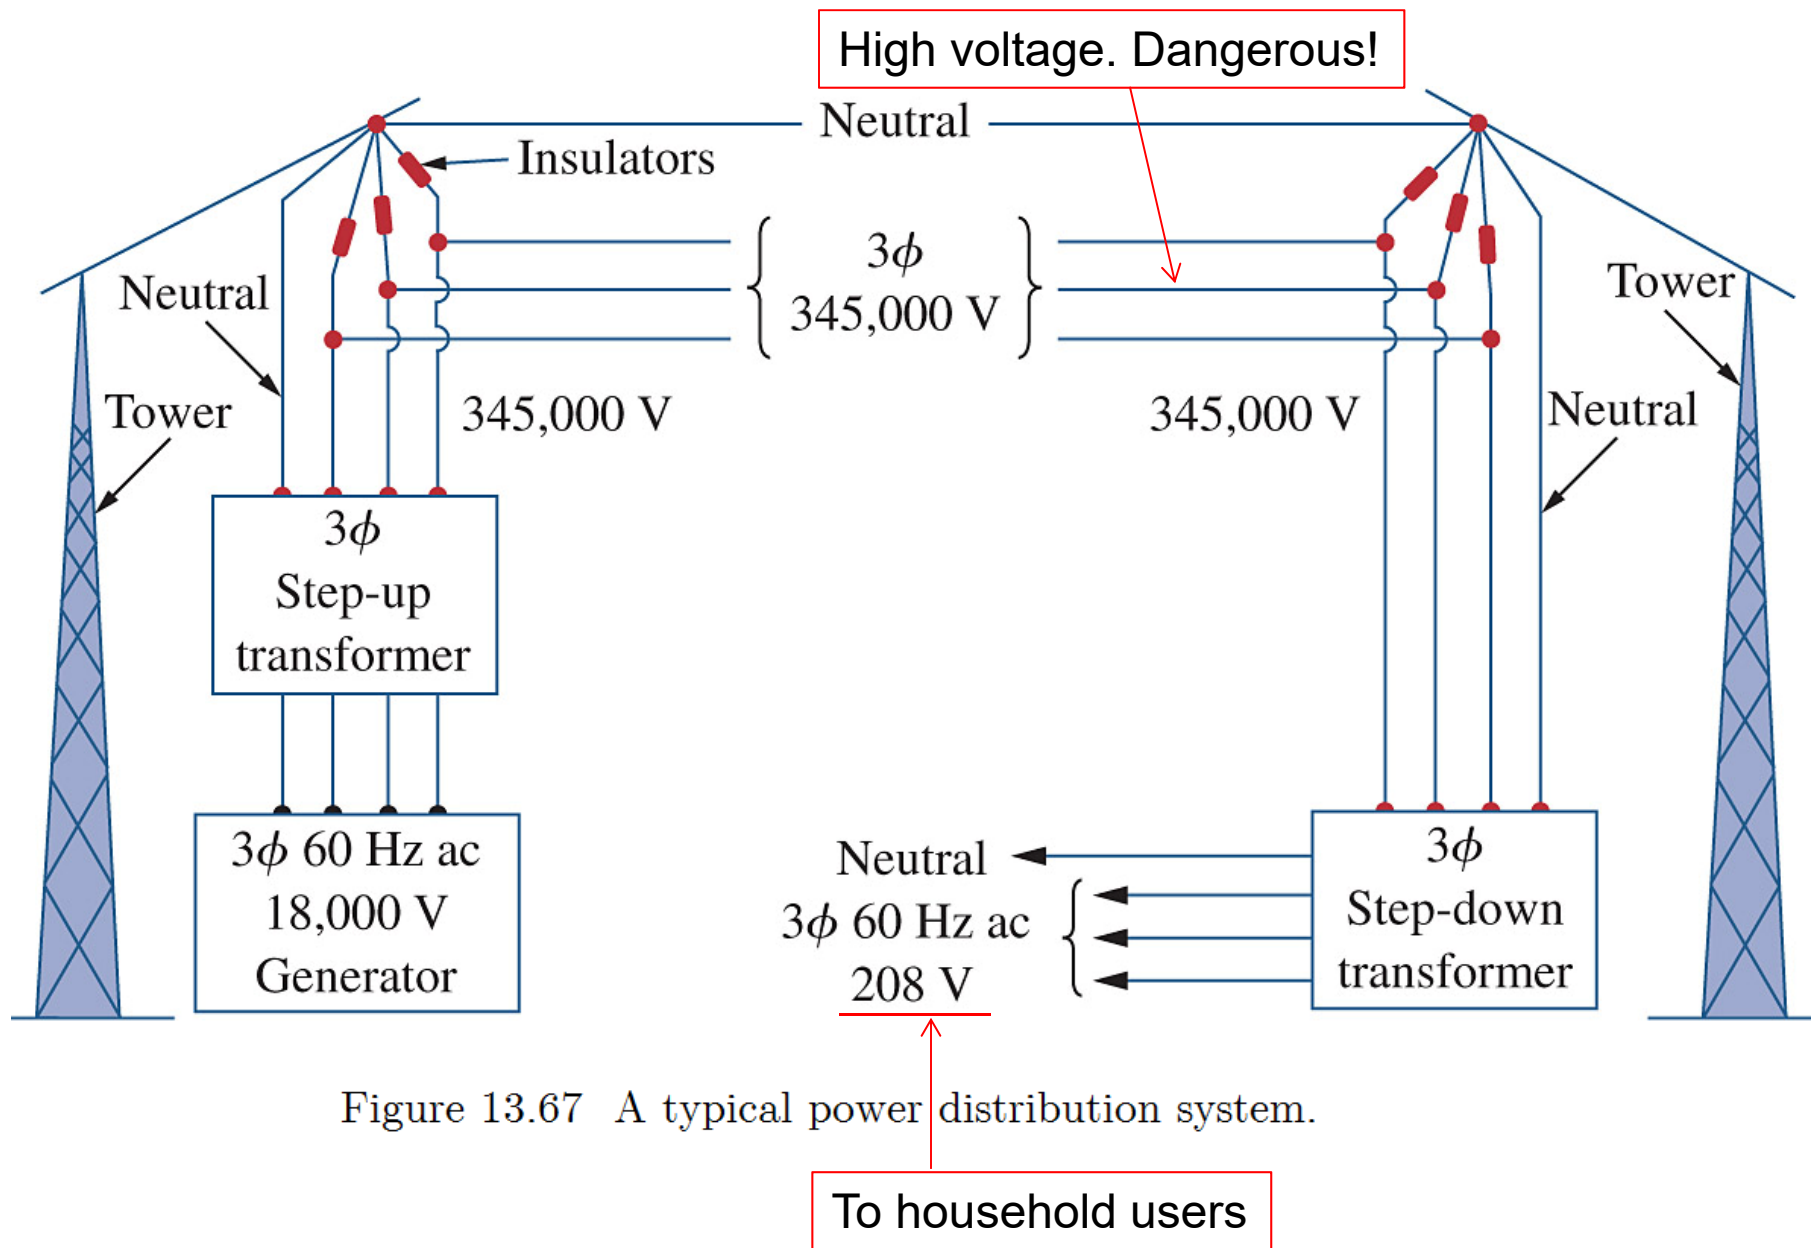 High voltage. Dangerous!
Neutral
Insulators
3ϕ
345,000 V
Neutral
Tower
Tower
345,000 V
345,000 V
Neutral
3ϕ
Step-up
transformer
3ϕ 60 Hz ac
18,000 V
Generator
Neutral
3ϕ 60 Hz ac
208 V
3ϕ
Step-down
transformer
Figure 13.67 A typical power distribution system.
To household users